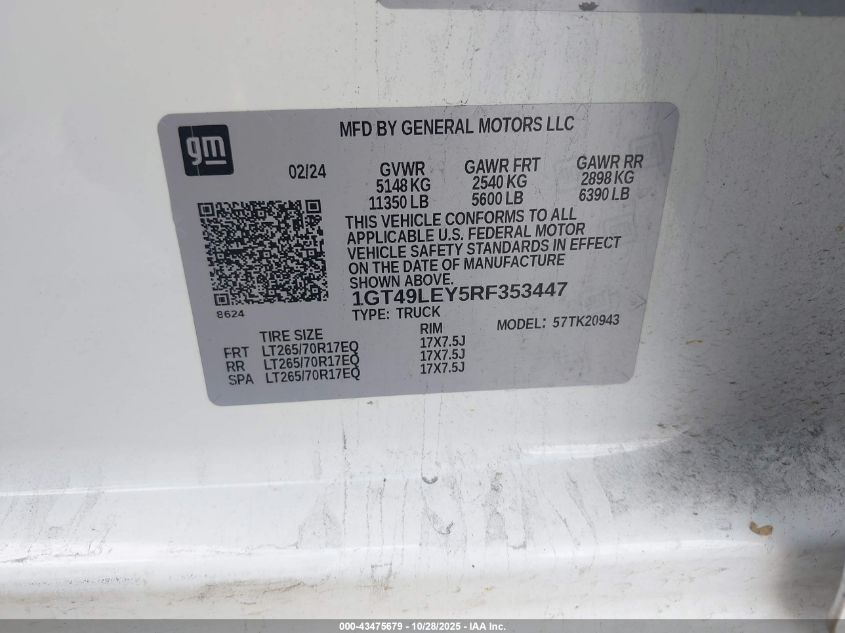 gm
MFD BY GENERAL MOTORS LLC
02/24
GVWR GAWR FRT GAWR RR
5148 KG 2540 KG 2898 KG
11350 LB 5600 LB 6390 LB
THIS VEHICLE CONFORMS TO ALL
APPLICABLE U.S. FEDERAL MOTOR
VEHICLE SAFETY STANDARDS IN EFFECT
ON THE DATE OF MANUFACTURE
SHOWN ABOVE.
8624
1GT49LEY5RF353447
TYPE: TRUCK
MODEL: 57TK20943
TIRE SIZE RIM
FRT LT265/70R17EQ 17X7.5J
RR LT265/70R17EQ 17X7.5J
SPA LT265/70R17EQ 17X7.5J
000-43475679 | 10/28/2025 - IAA Inc.